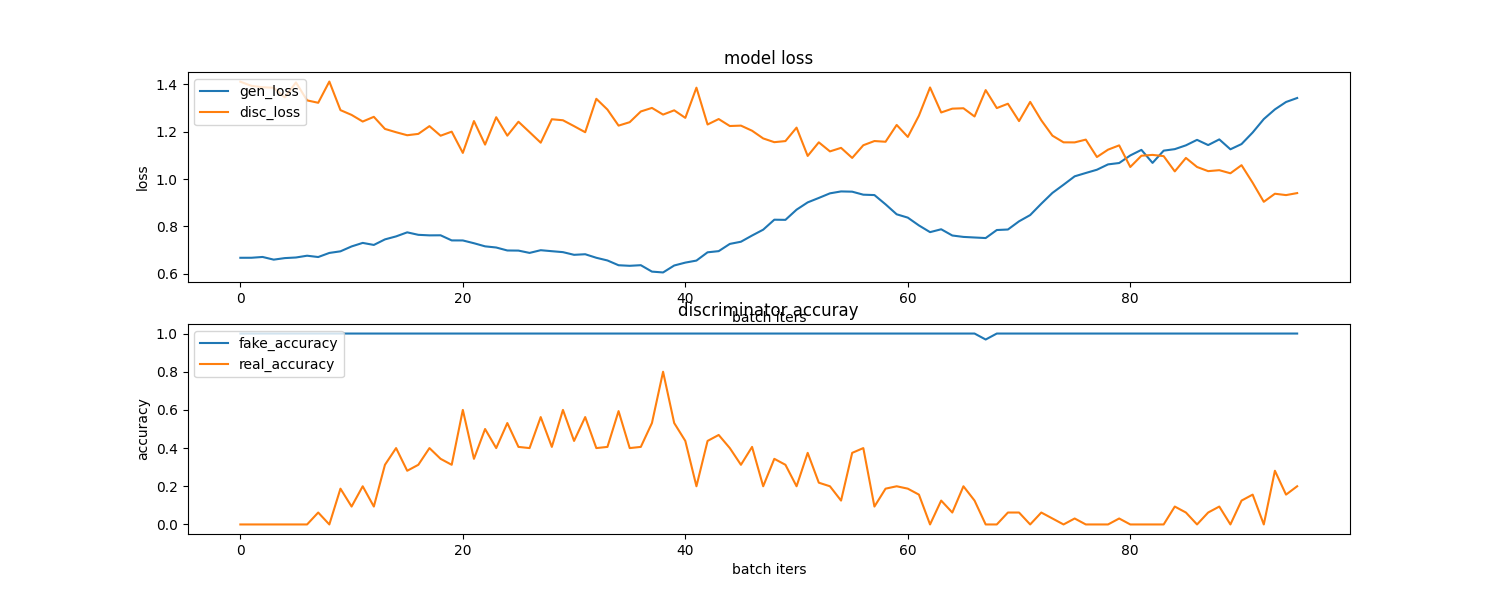 model loss
1.4
1.2
1.0
0.8
0.6
loss
gen_loss
disc_loss
0 20 40 60 80
batch iters
discriminator accuray
1.0
0.8
0.6
0.4
0.2
0.0
accuracy
fake_accuracy
real_accuracy
0 20 40 60 80
batch iters